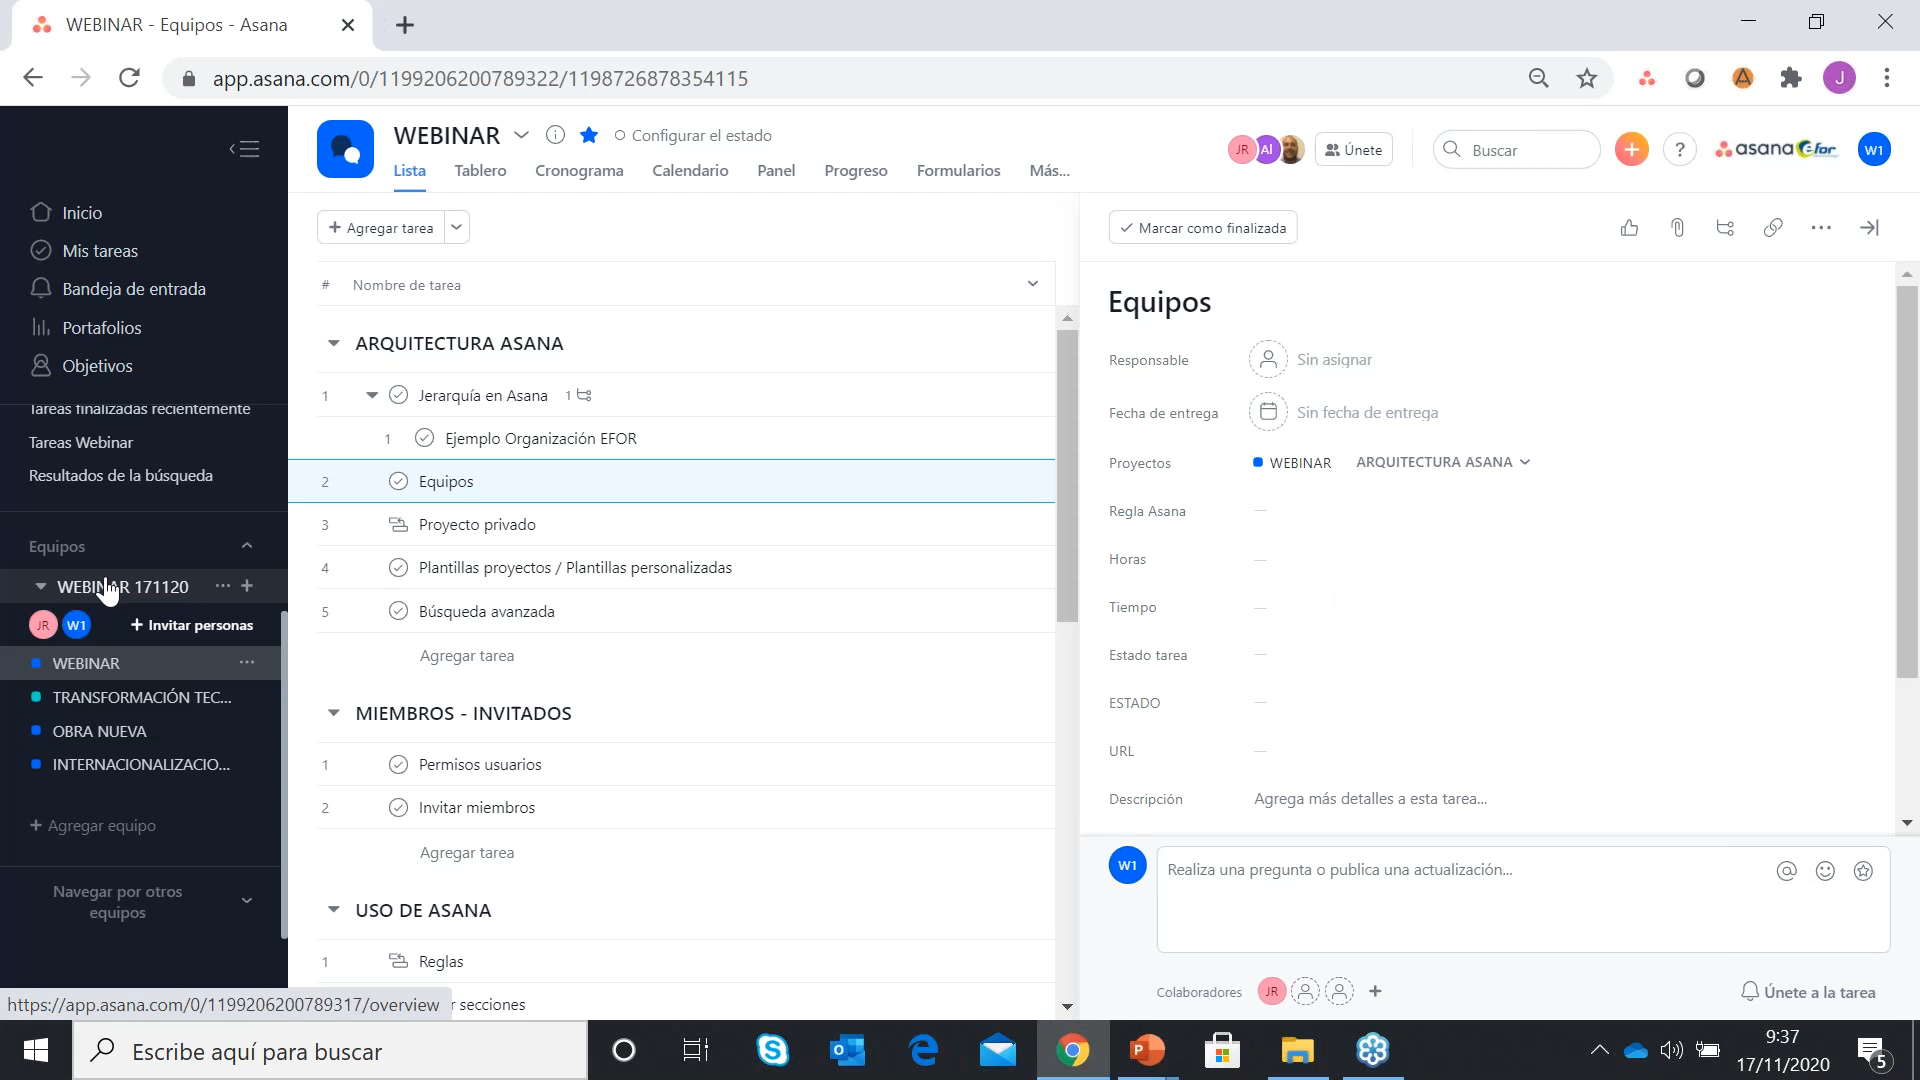 WEBINAR - Equipos - Asana
app.asana.com/0/1199206200789322/1198726878354115
J
WEBINAR
Configurar el estado
JR AI
Únete
Buscar
?
asana efor
W1
Lista Tablero Cronograma Calendario Panel Progreso Formularios Más...
Inicio
Mis tareas
Bandeja de entrada
Portafolios
Objetivos
Tareas finalizadas recientemente
Tareas Webinar
Resultados de la búsqueda
Equipos
WEBINAR 171120
JR W1 + Invitar personas
WEBINAR
TRANSFORMACIÓN TEC...
OBRA NUEVA
INTERNACIONALIZACIO...
+ Agregar equipo
Navegar por otros
equipos
https://app.asana.com/0/1199206200789317/overview
+ Agregar tarea
# Nombre de tarea
ARQUITECTURA ASANA
1 Jerarquía en Asana 1
1 Ejemplo Organización EFOR
2 Equipos
3 Proyecto privado
4 Plantillas proyectos / Plantillas personalizadas
5 Búsqueda avanzada
Agregar tarea
MIEMBROS - INVITADOS
1 Permisos usuarios
2 Invitar miembros
Agregar tarea
USO DE ASANA
1 Reglas
r secciones
Marcar como finalizada
Equipos
Responsable Sin asignar
Fecha de entrega Sin fecha de entrega
Proyectos WEBINAR ARQUITECTURA ASANA
Regla Asana —
Horas —
Tiempo —
Estado tarea —
ESTADO —
URL —
Descripción Agrega más detalles a esta tarea...
W1 Realiza una pregunta o publica una actualización...
Colaboradores JR +
Únete a la tarea
Escribe aquí para buscar
9:37
17/11/2020
5